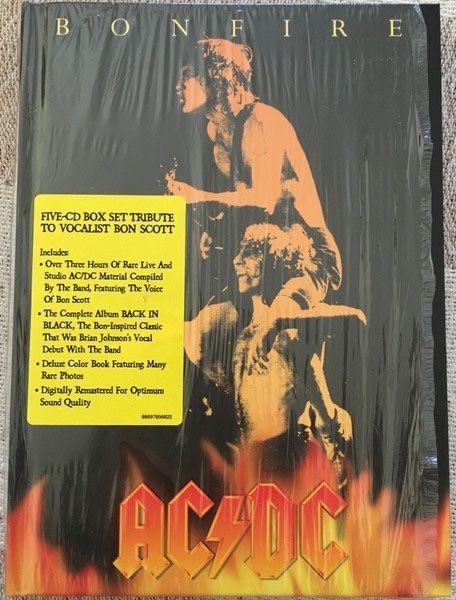 BONFIRE
FIVE-CD BOX SET TRIBUTE
TO VOCALIST BON SCOTT
Includes:
• Over Three Hours Of Rare Live And
Studio AC/DC Material Compiled
By The Band, Featuring The Voice
Of Bon Scott
• The Complete Album BACK IN
BLACK, The Bon-Inspired Classic
That Was Brian Johnson's Vocal
Debut With The Band
• Deluxe Color Book Featuring Many
Rare Photos
• Digitally Remastered For Optimum
Sound Quality
88697856822
AC⚡DC